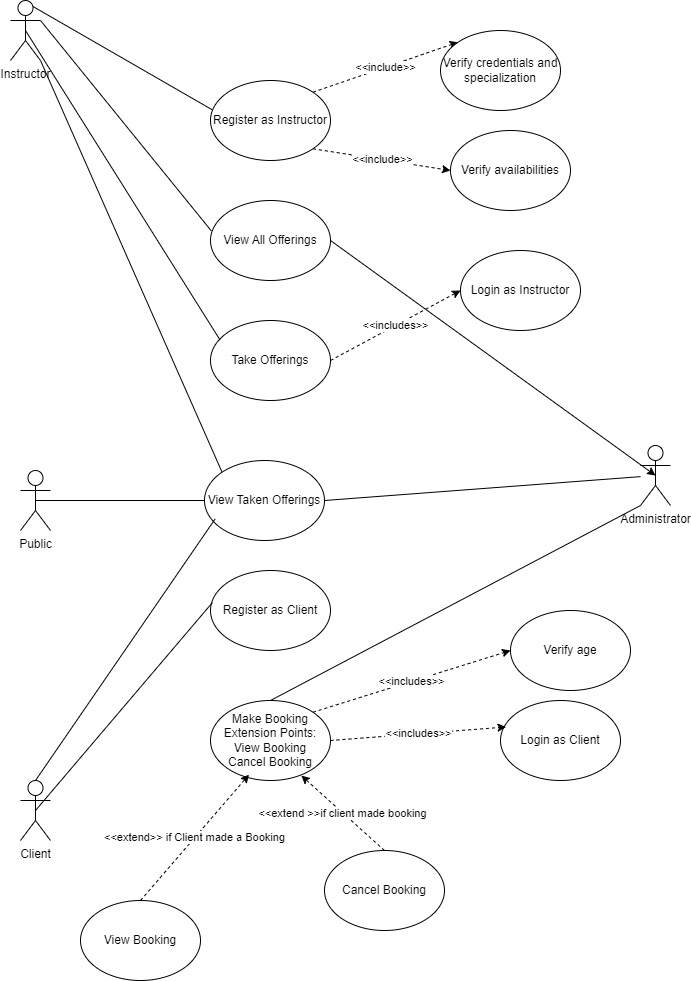 Instructor
<<include>>
Verify credentials and
specialization
Register as Instructor
<<include>>
Verify availabilities
View All Offerings
Login as Instructor
<<includes>>
Take Offerings
View Taken Offerings
Administrator
Public
Register as Client
Verify age
<<includes>>
Make Booking
Extension Points:
View Booking
Cancel Booking
<<includes>>
Login as Client
<<extend >>if client made booking
<<extend>> if Client made a Booking
Client
Cancel Booking
View Booking